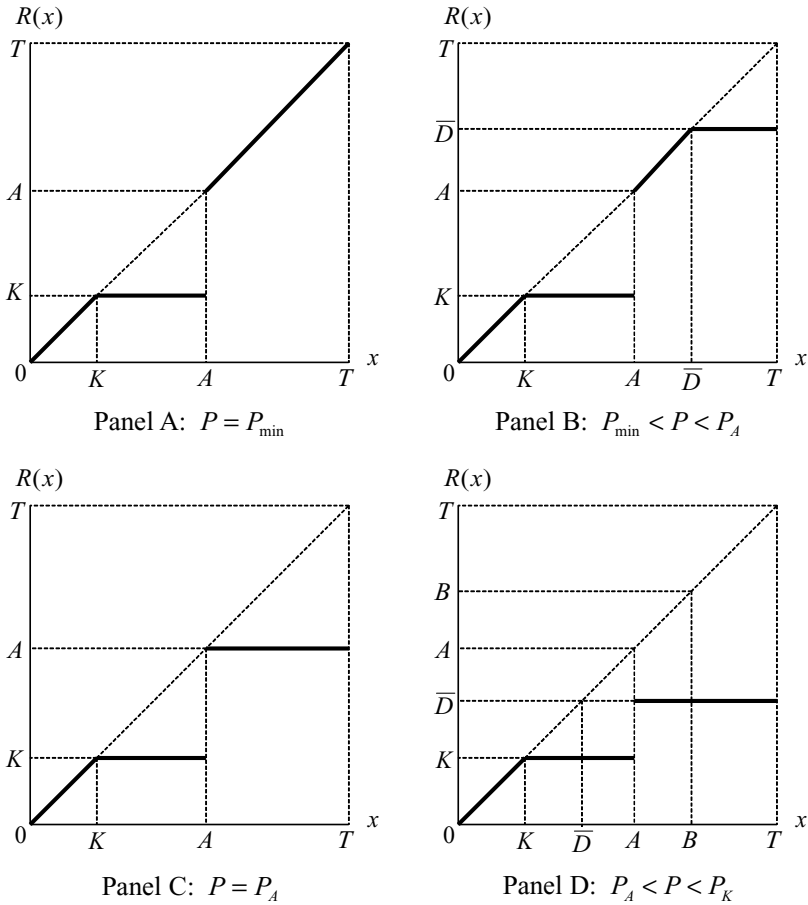 R(x)
T
A
K
0
K
A
T
x
Panel A: P = P_min
R(x)
D̅
A
K
0
K
A
D̅
T
x
Panel B: P_min < P < P_A
R(x)
T
A
K
0
K
A
T
x
Panel C: P = P_A
R(x)
T
B
A
D̅
K
0
K
D̅
A
B
T
x
Panel D: P_A < P < P_K